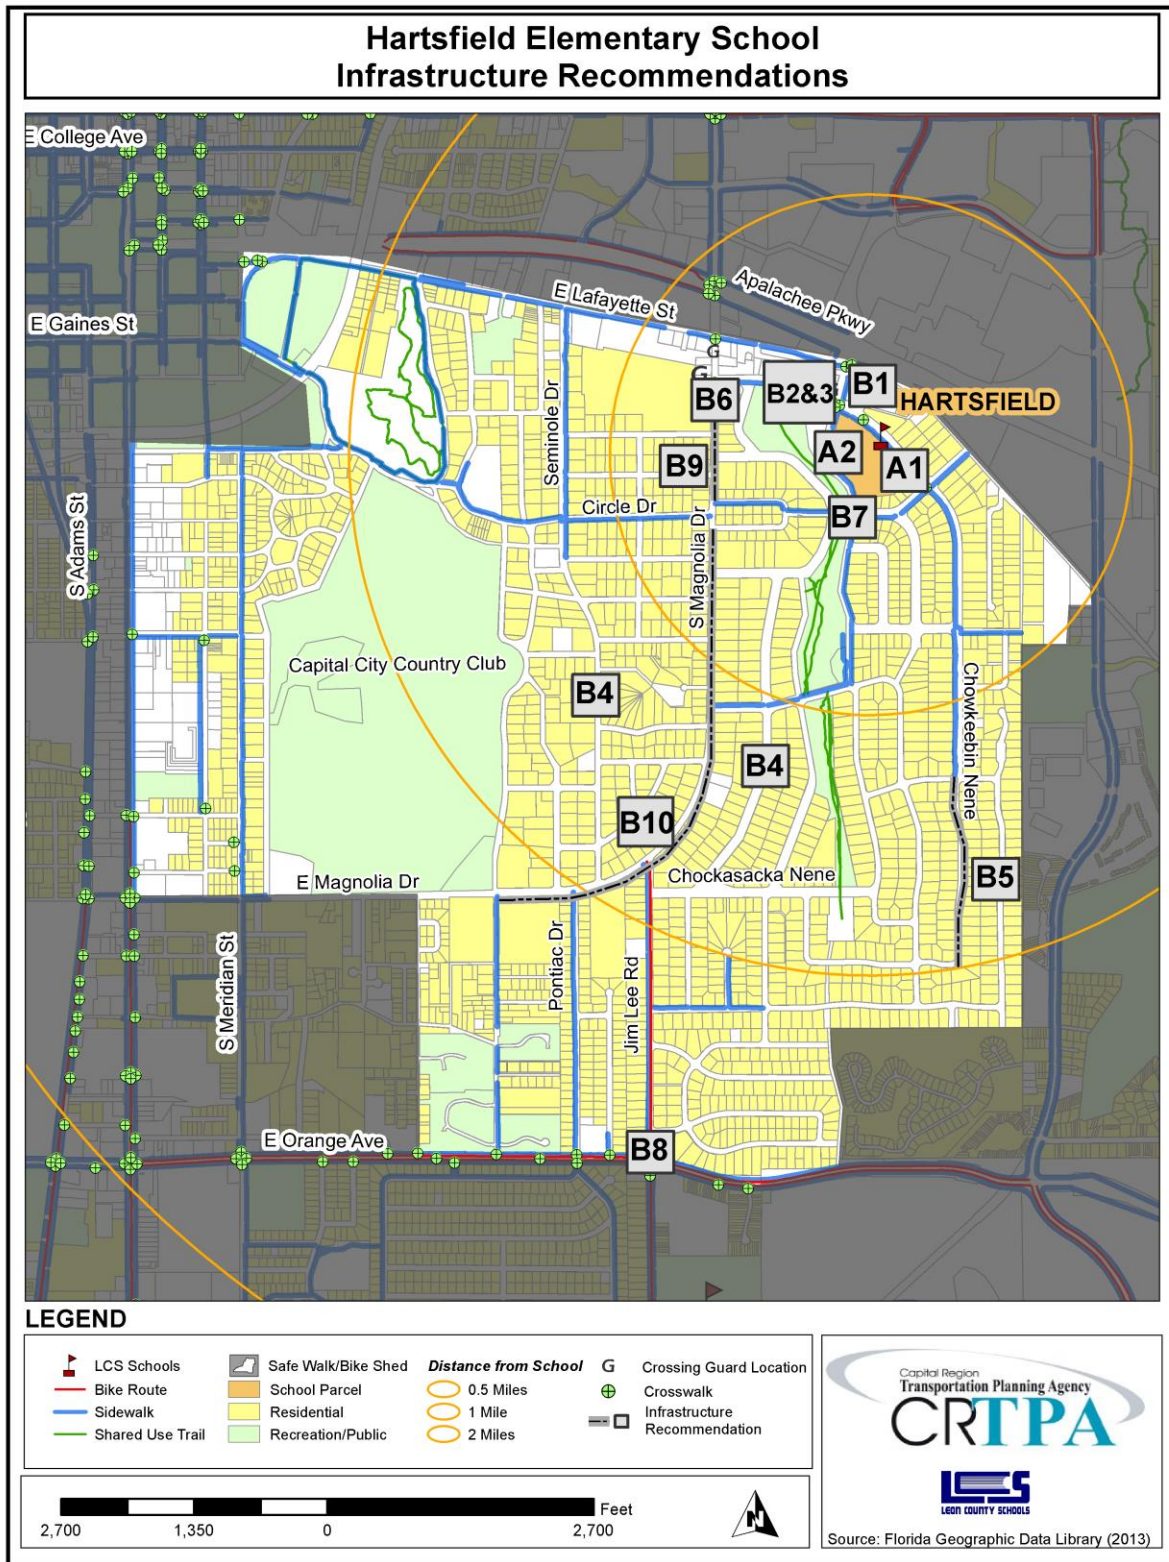 Hartsfield Elementary School
Infrastructure Recommendations
E College Ave
E Gaines St
E Lafayette St
Apalachee Pkwy
G
G
B6
B2&3
B1
HARTSFIELD
A2
A1
B9
B7
Seminole Dr
Circle Dr
S Magnolia Dr
S Adams St
Capital City Country Club
B4
B4
Chowkeebin Nene
B10
B5
E Magnolia Dr
Chockasacka Nene
Pontiac Dr
Jim Lee Rd
S Meridian St
E Orange Ave
B8
LEGEND
LCS Schools
Bike Route
Sidewalk
Shared Use Trail
Safe Walk/Bike Shed
School Parcel
Residential
Recreation/Public
Distance from School
0.5 Miles
1 Mile
2 Miles
G Crossing Guard Location
Crosswalk
Infrastructure
Recommendation
Feet
2,700 1,350 0 2,700
N
Capital Region
Transportation Planning Agency
CRTPA
LCS
LEON COUNTY SCHOOLS
Source: Florida Geographic Data Library (2013)